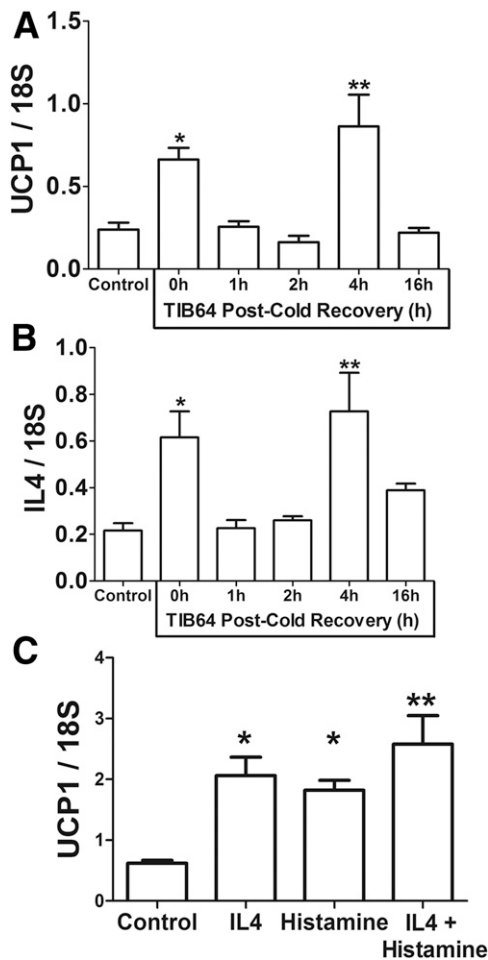 A
UCP1 / 18S
1.5
1.0
0.5
0.0
*
**
Control
0h
1h
2h
4h
16h
TIB64 Post-Cold Recovery (h)
B
IL4 / 18S
1.0
0.8
0.6
0.4
0.2
0.0
*
**
Control
0h
1h
2h
4h
16h
TIB64 Post-Cold Recovery (h)
C
UCP1 / 18S
4
3
2
1
0
*
*
**
Control
IL4
Histamine
IL4 +
Histamine